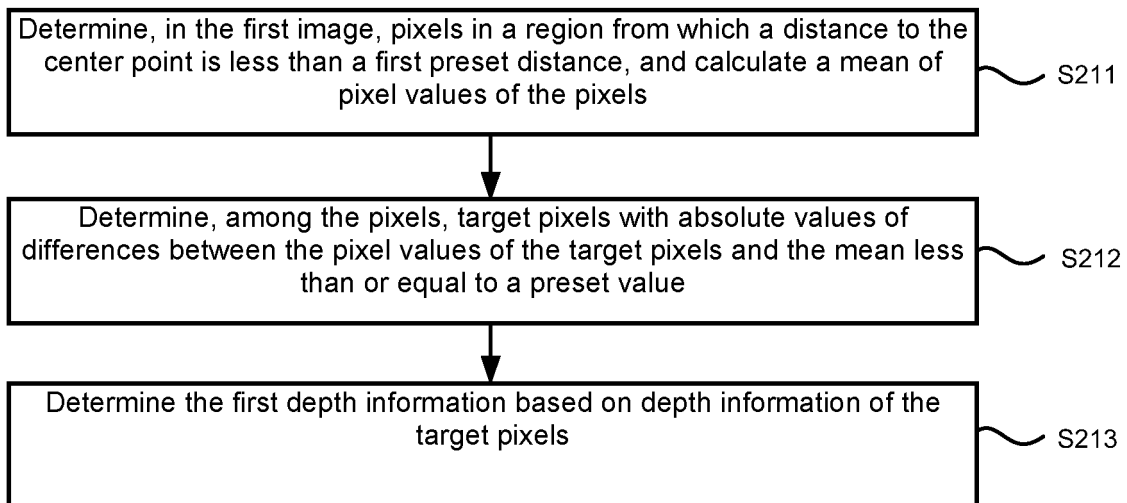 Determine, in the first image, pixels in a region from which a distance to the
center point is less than a first preset distance, and calculate a mean of
pixel values of the pixels
S211
Determine, among the pixels, target pixels with absolute values of
differences between the pixel values of the target pixels and the mean less
than or equal to a preset value
S212
Determine the first depth information based on depth information of the
target pixels
S213